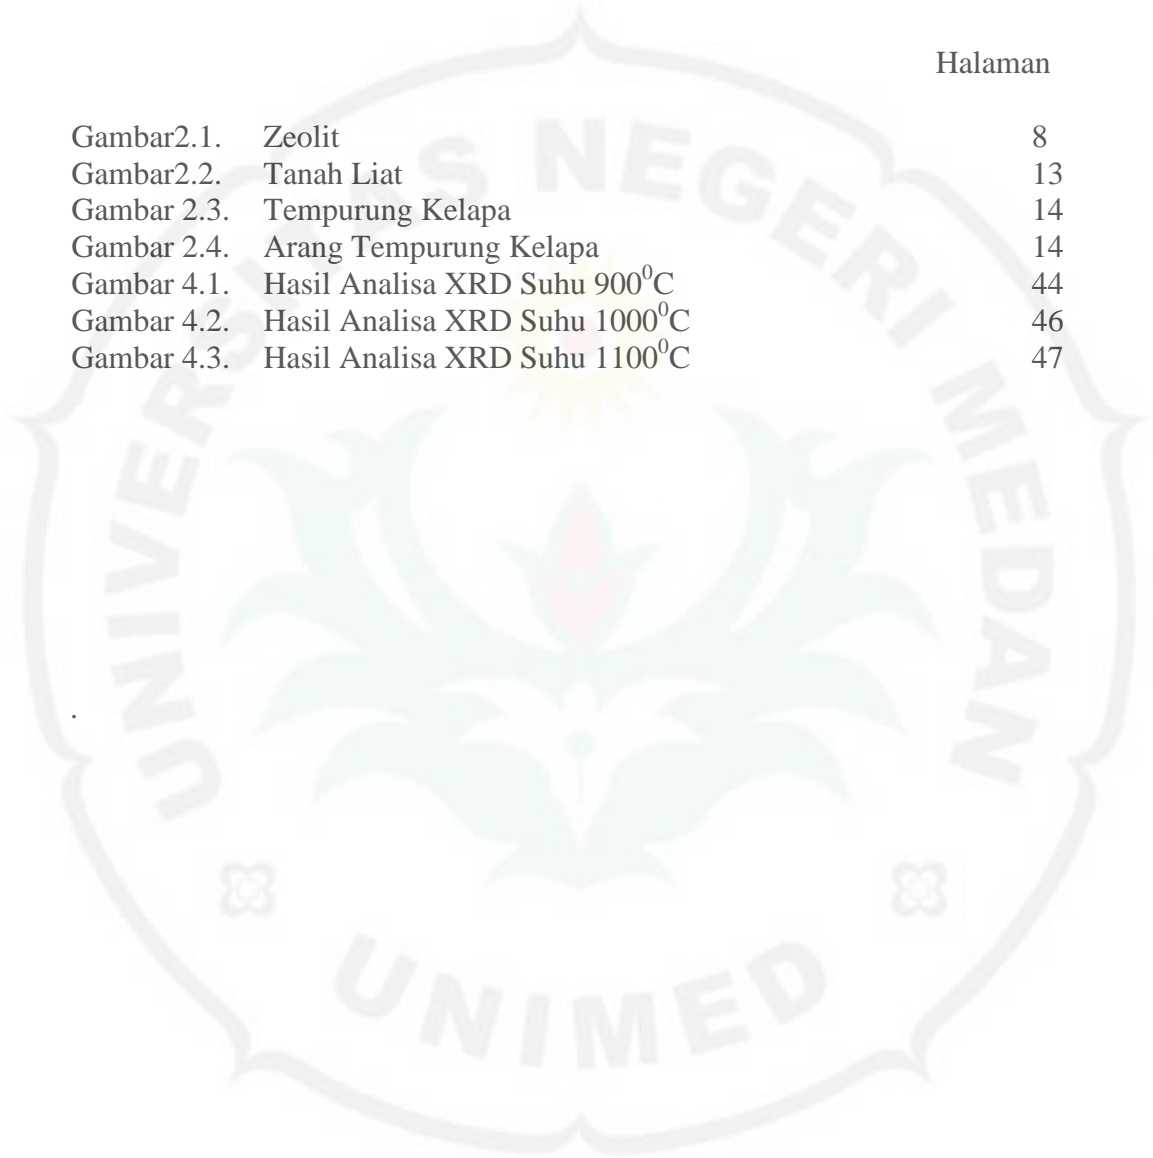 Halaman
Gambar2.1. Zeolit 8
Gambar2.2. Tanah Liat 13
Gambar 2.3. Tempurung Kelapa 14
Gambar 2.4. Arang Tempurung Kelapa 14
Gambar 4.1. Hasil Analisa XRD Suhu 900⁰C 44
Gambar 4.2. Hasil Analisa XRD Suhu 1000⁰C 46
Gambar 4.3. Hasil Analisa XRD Suhu 1100⁰C 47
.
UNIVERSITAS NEGERI MEDAN
UNIMED